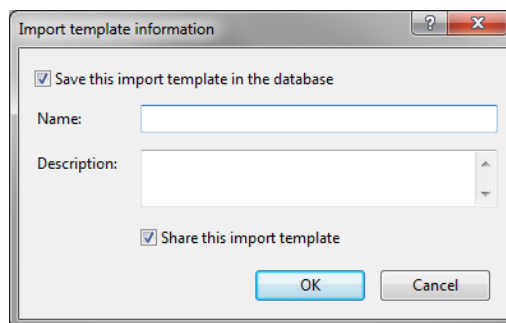 Import template information
?
Save this import template in the database
Name:
Description:
Share this import template
OK
Cancel